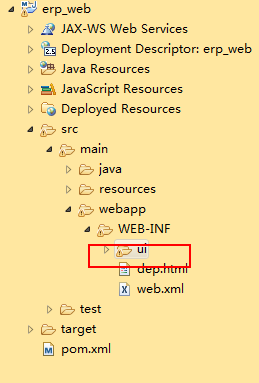 erp_web
JAX-WS Web Services
Deployment Descriptor: erp_web
Java Resources
JavaScript Resources
Deployed Resources
src
main
java
resources
webapp
WEB-INF
ui
dep.html
web.xml
test
target
pom.xml